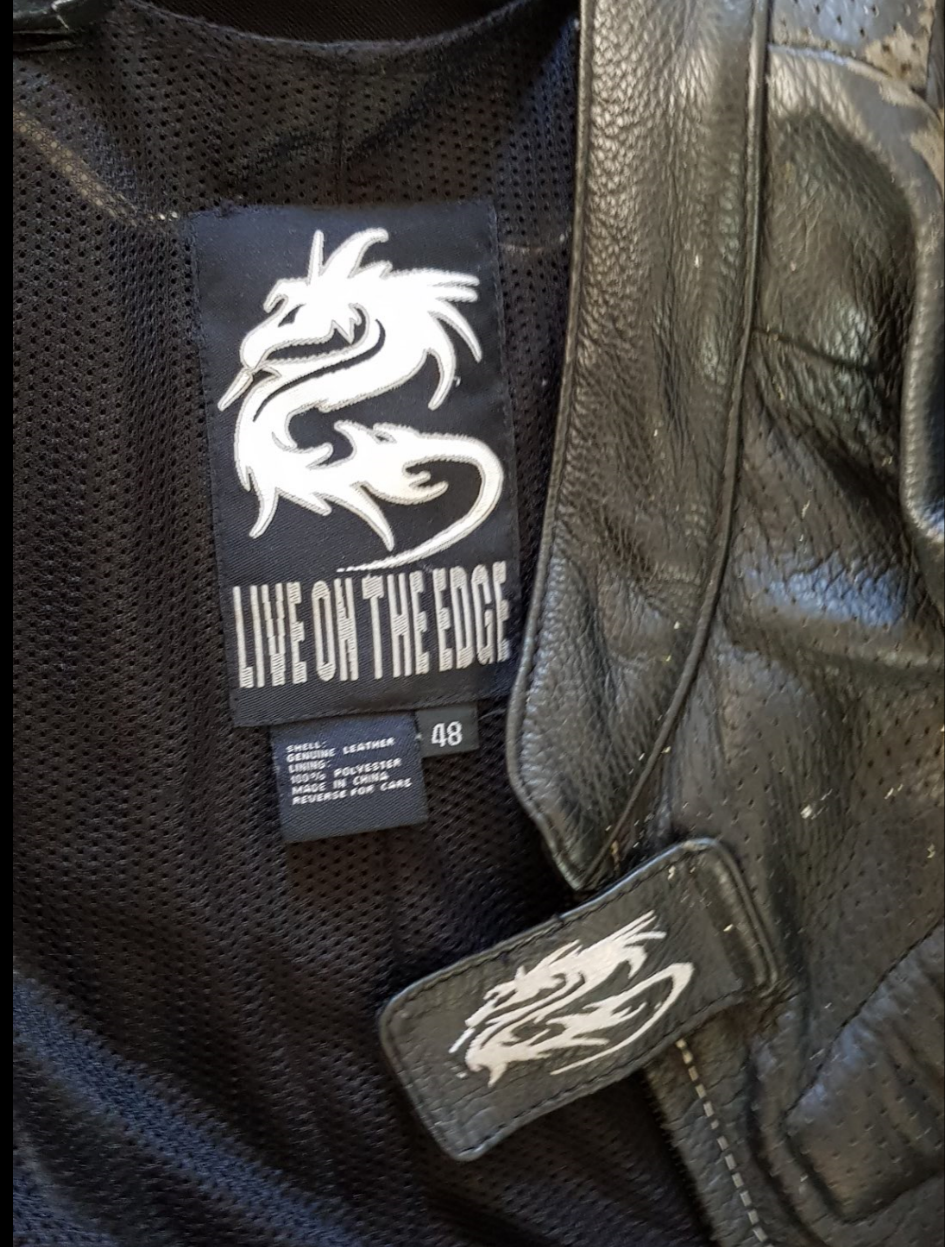 LIVE ON THE EDGE
48
SHELL:
GENUINE LEATHER
LINING:
100% POLYESTER
MADE IN CHINA
REVERSE FOR CARE